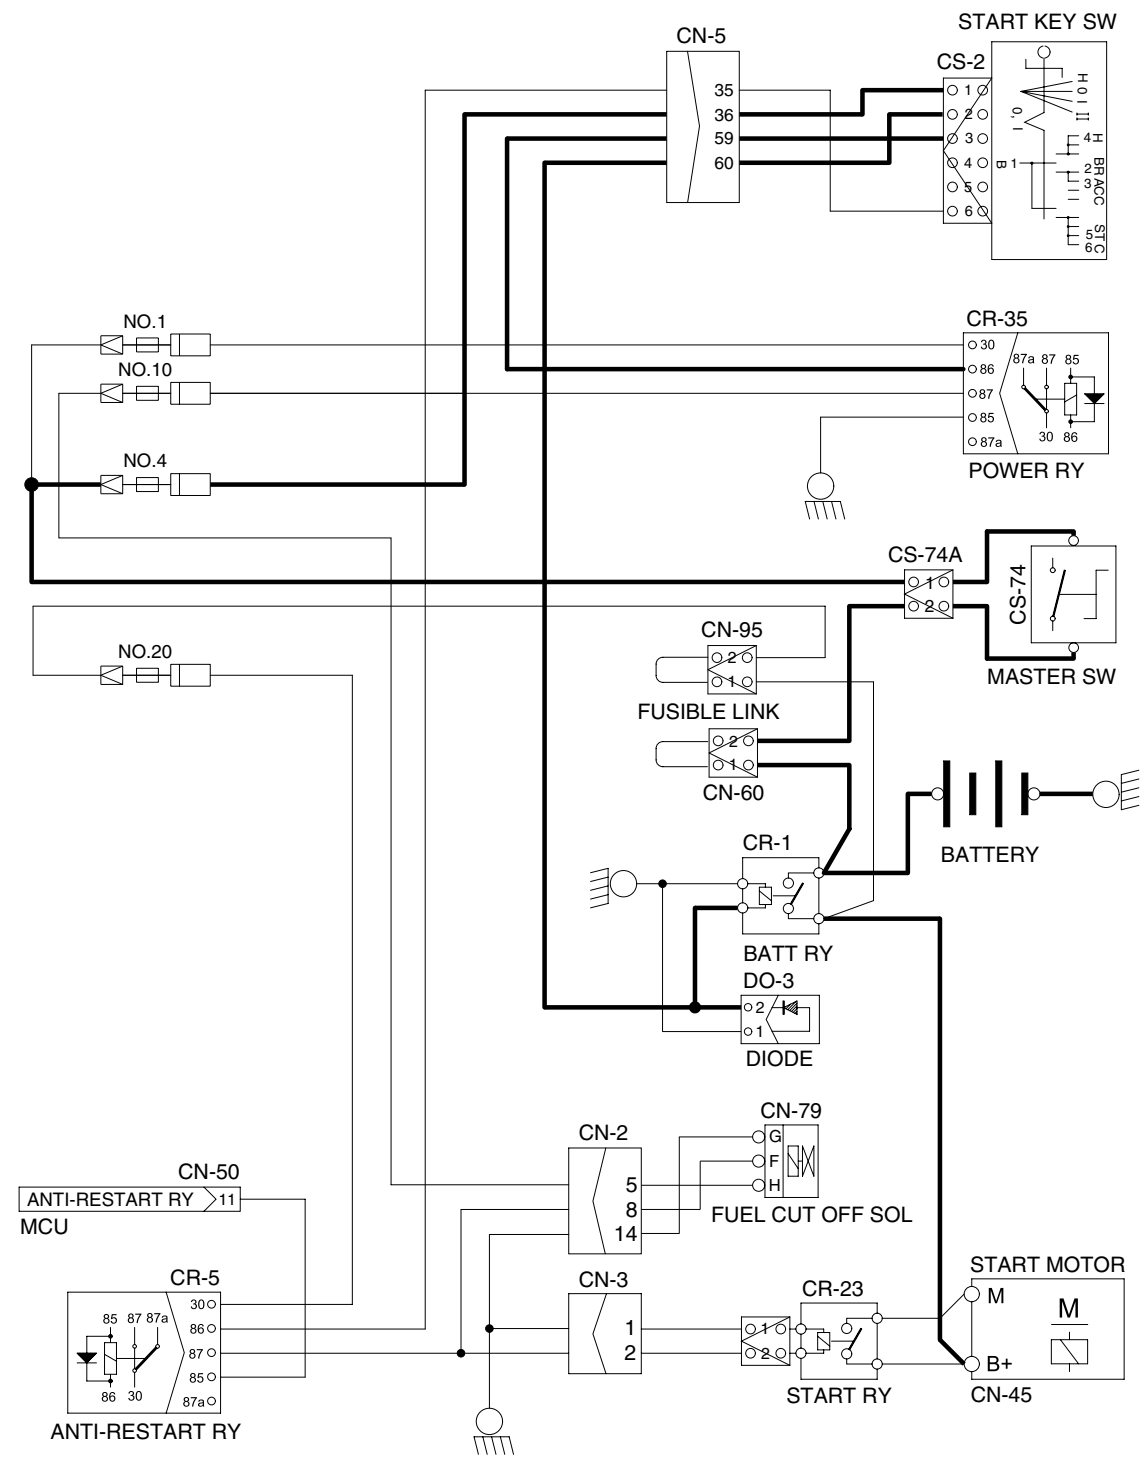 START KEY SW
CN-5
CS-2
35
36
59
60
1
2
3
4
5
6
H
O
I
II
O, I
B 1
4 H
BR
2
3 ACC
ST
5
6 C
NO.1
NO.10
NO.4
CR-35
30
86
87
85
87a
87a 87 85
30 86
POWER RY
CS-74A
1
2
CS-74
MASTER SW
NO.20
CN-95
2
1
FUSIBLE LINK
2
1
CN-60
BATTERY
CR-1
BATT RY
DO-3
2
1
DIODE
CN-79
G
F
H
FUEL CUT OFF SOL
CN-2
5
8
14
CN-50
ANTI-RESTART RY 11
MCU
CR-5
30
86
87
85
87a
85 87 87a
86 30
ANTI-RESTART RY
CN-3
1
2
1
2
CR-23
START RY
START MOTOR
M
M
B+
CN-45